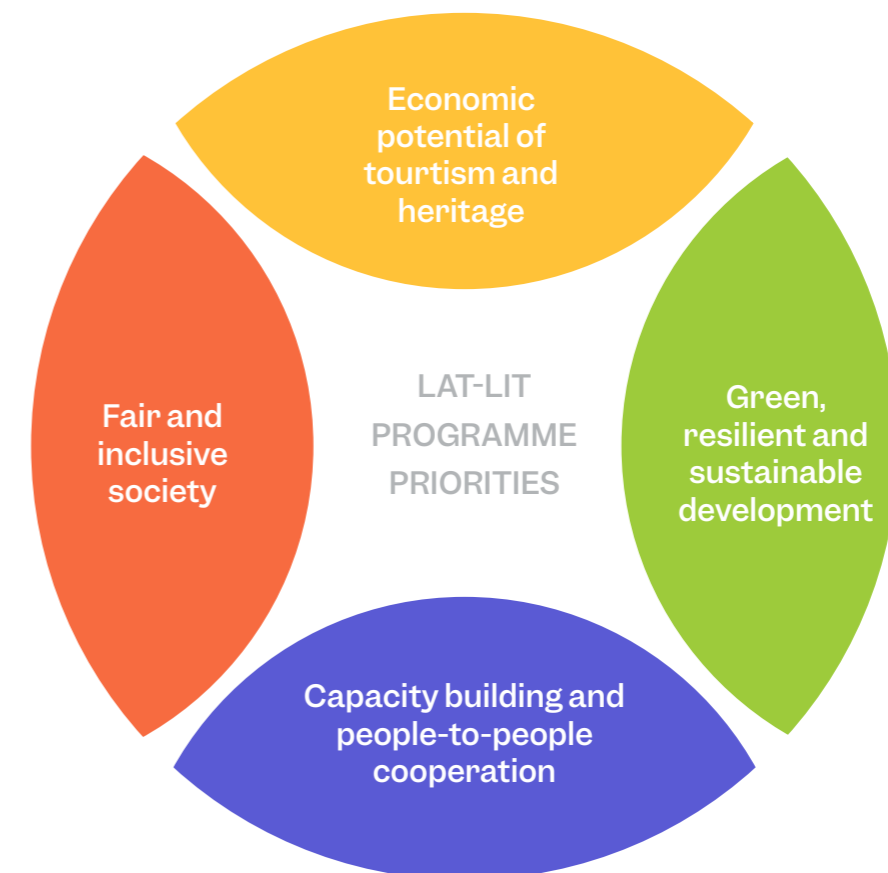 Economic
potential of
tourtism and
heritage
Fair and
inclusive
society
LAT-LIT
PROGRAMME
PRIORITIES
Green,
resilient and
sustainable
development
Capacity building and
people-to-people
cooperation